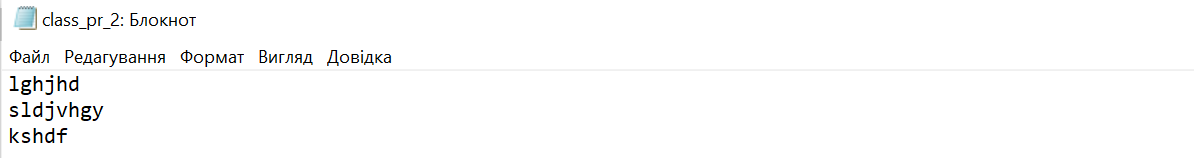 class_pr_2: Блокнот
Файл Редагування Формат Вигляд Довідка
lghjhd
sldjvhgy
kshdf